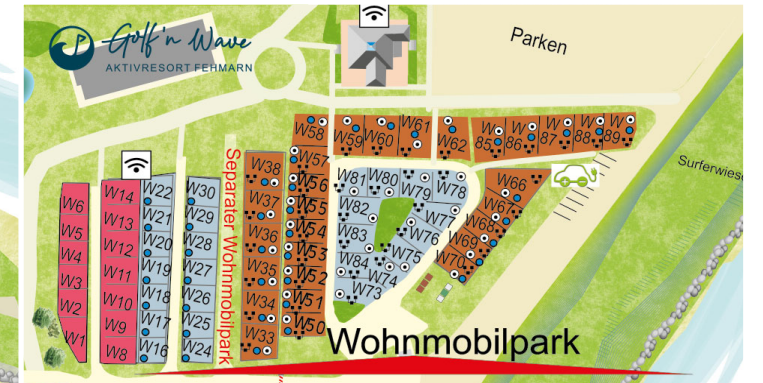 Golf'n Wave
AKTIVRESORT FEHMARN
Parken
Surferwiese
W58
W59
W60
W61
W62
W85
W86
W87
W88
W89
W57
W56
W55
W54
W53
W52
W51
W50
W38
W37
W36
W35
W34
W33
W81
W80
W79
W78
W82
W77
W83
W76
W84
W75
W74
W73
W66
W67
W68
W69
W70
Separater Wohnmobilpark
W6
W5
W4
W3
W2
W1
W14
W13
W12
W11
W10
W9
W8
W22
W21
W20
W19
W18
W17
W16
W30
W29
W28
W27
W26
W25
W24
Wohnmobilpark